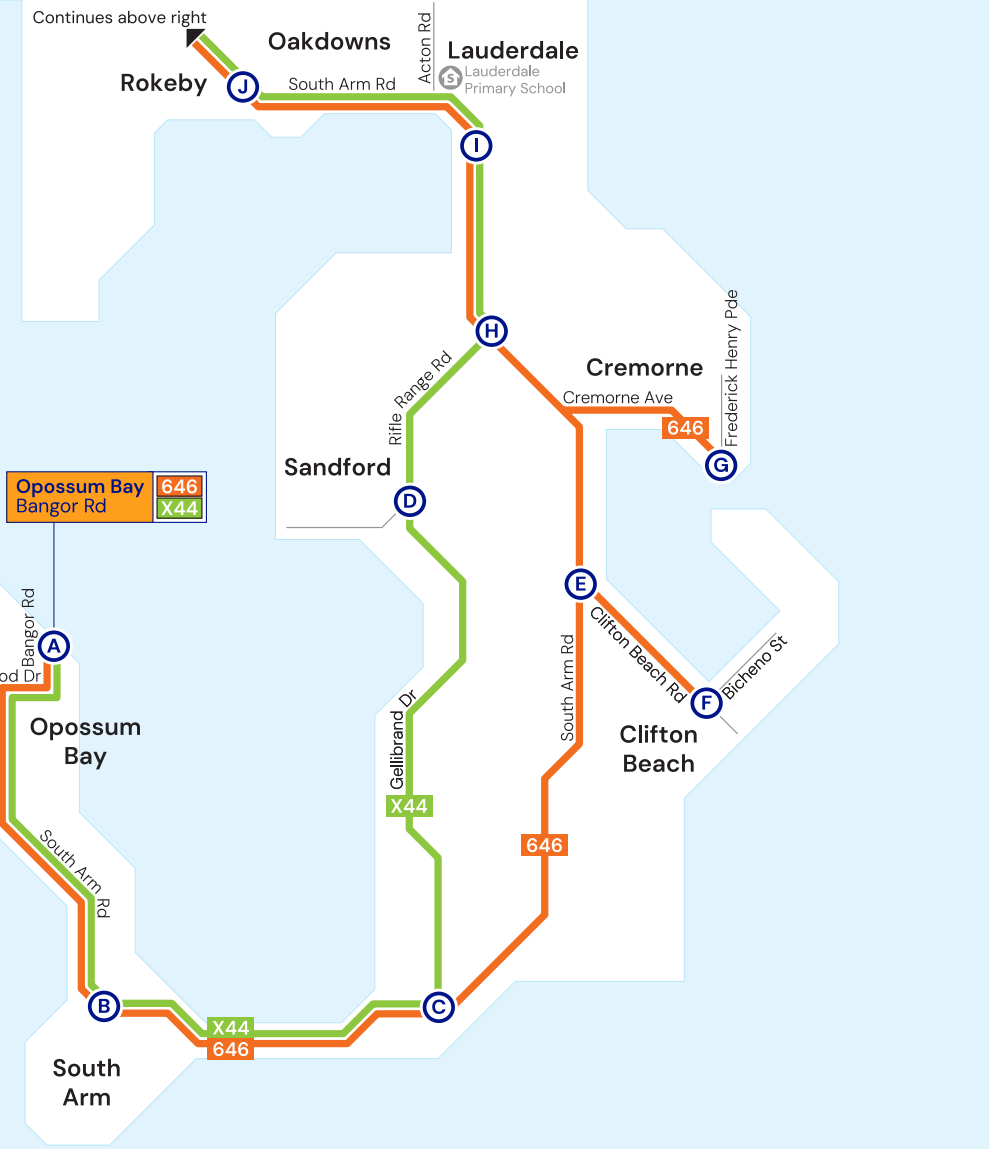 Continues above right
Oakdowns
Acton Rd
Lauderdale
S
Lauderdale
Primary School
Rokeby
J
South Arm Rd
I
Frederick Henry Pde
H
Rifle Range Rd
Cremorne
Cremorne Ave
646
G
Sandford
D
Opossum Bay
646
Bangor Rd
X44
E
Bangor Rd
A
od Dr
Clifton Beach Rd
Bicheno St
South Arm Rd
F
Opossum
Bay
Gellibrand Dr
Clifton
Beach
X44
646
South Arm Rd
B
C
X44
646
South
Arm